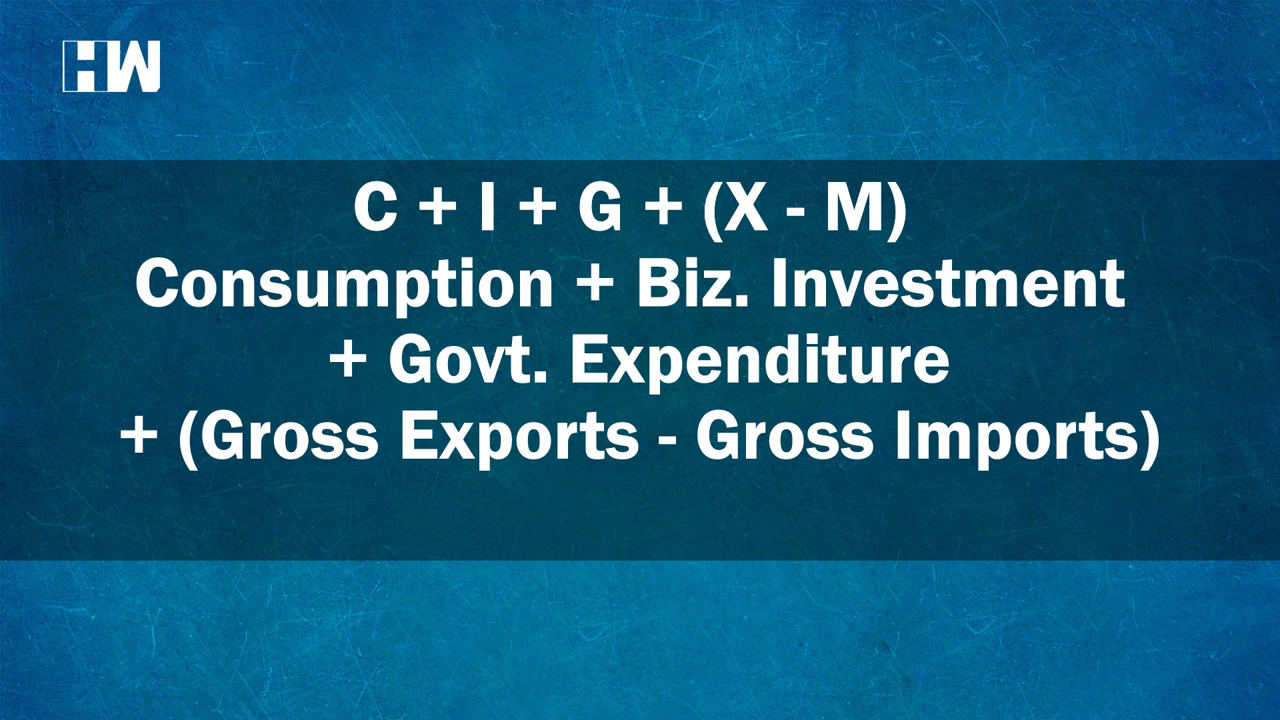 HW
C + I + G + (X - M)
Consumption + Biz. Investment
+ Govt. Expenditure
+ (Gross Exports - Gross Imports)